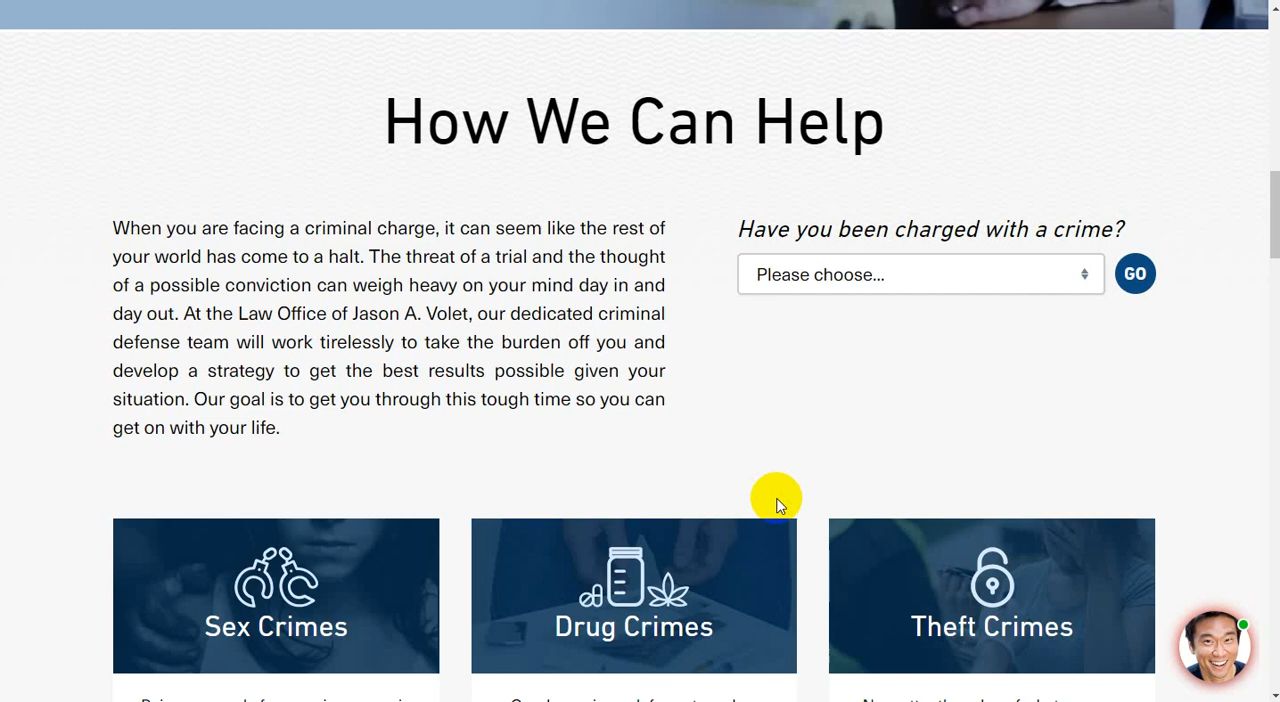 How We Can Help
When you are facing a criminal charge, it can seem like the rest of
your world has come to a halt. The threat of a trial and the thought
of a possible conviction can weigh heavy on your mind day in and
day out. At the Law Office of Jason A. Volet, our dedicated criminal
defense team will work tirelessly to take the burden off you and
develop a strategy to get the best results possible given your
situation. Our goal is to get you through this tough time so you can
get on with your life.
Have you been charged with a crime?
Please choose...
GO
Sex Crimes
Drug Crimes
Theft Crimes